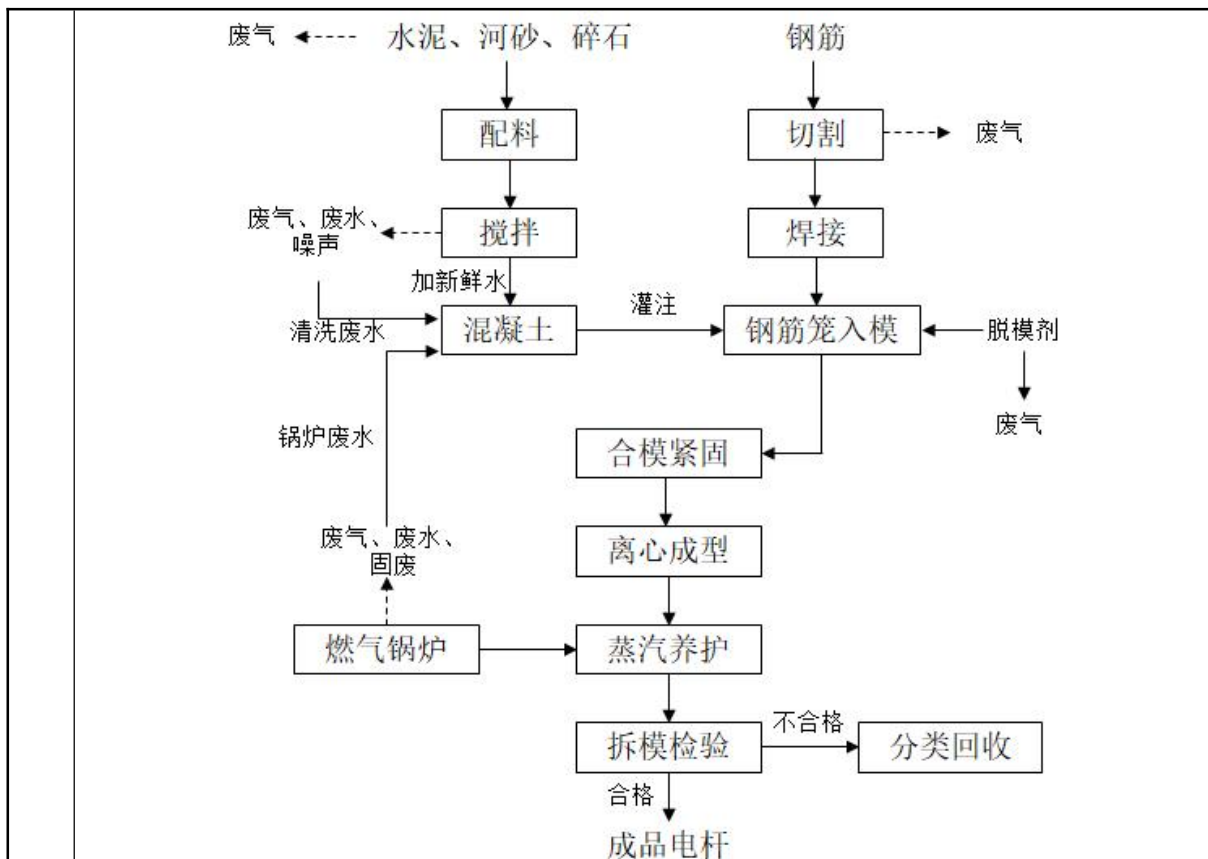 废气
水泥、河砂、碎石
钢筋
配料
切割
废气
废气、废水、
噪声
搅拌
焊接
加新鲜水
灌注
清洗废水
混凝土
钢筋笼入模
脱模剂
废气
锅炉废水
合模紧固
废气、废水、
固废
离心成型
燃气锅炉
蒸汽养护
不合格
拆模检验
分类回收
合格
成品电杆